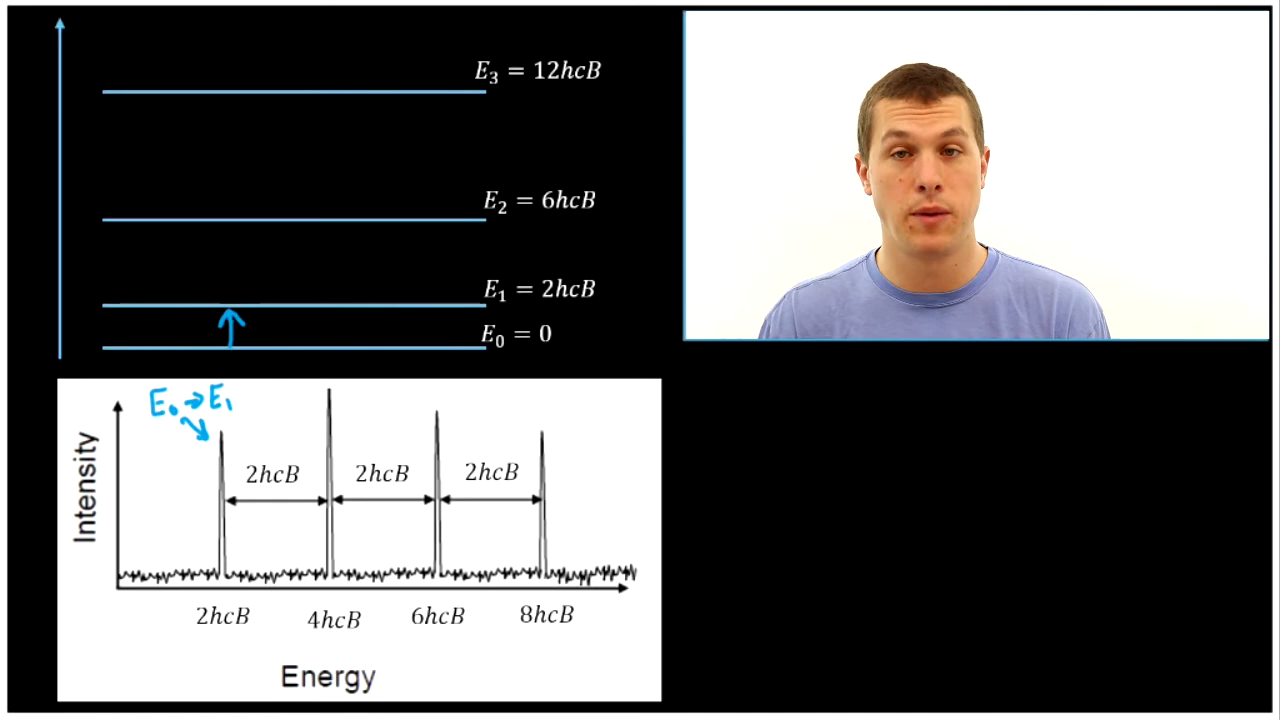 E₃ = 12hcB
E₂ = 6hcB
E₁ = 2hcB
E₀ = 0
E₀ → E₁
2hcB 2hcB 2hcB
Intensity
2hcB 4hcB 6hcB 8hcB
Energy